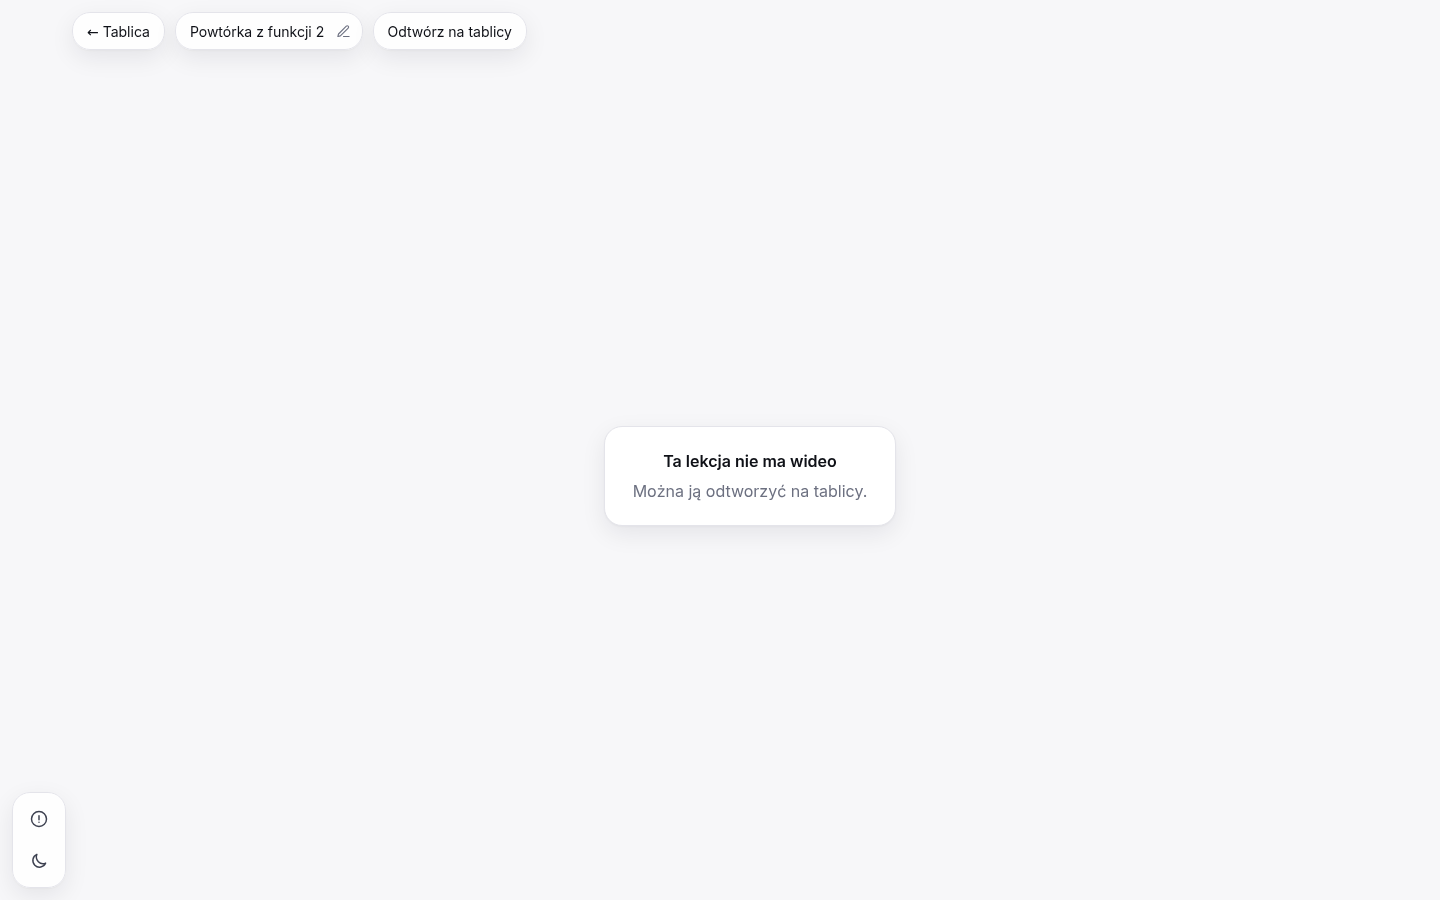 ← Tablica
Powtórka z funkcji 2
Odtwórz na tablicy
Ta lekcja nie ma wideo
Można ją odtworzyć na tablicy.